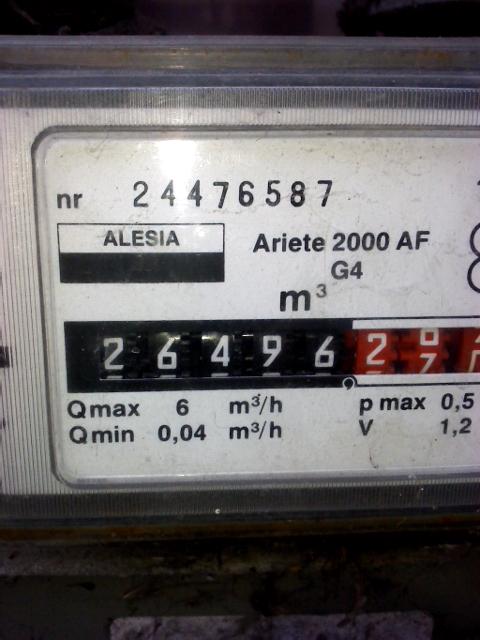 nr 24476587
ALESIA
Ariete 2000 AF
G4
m³
26496 2
Qmax 6 m³/h p max 0,5
Qmin 0,04 m³/h V 1,2